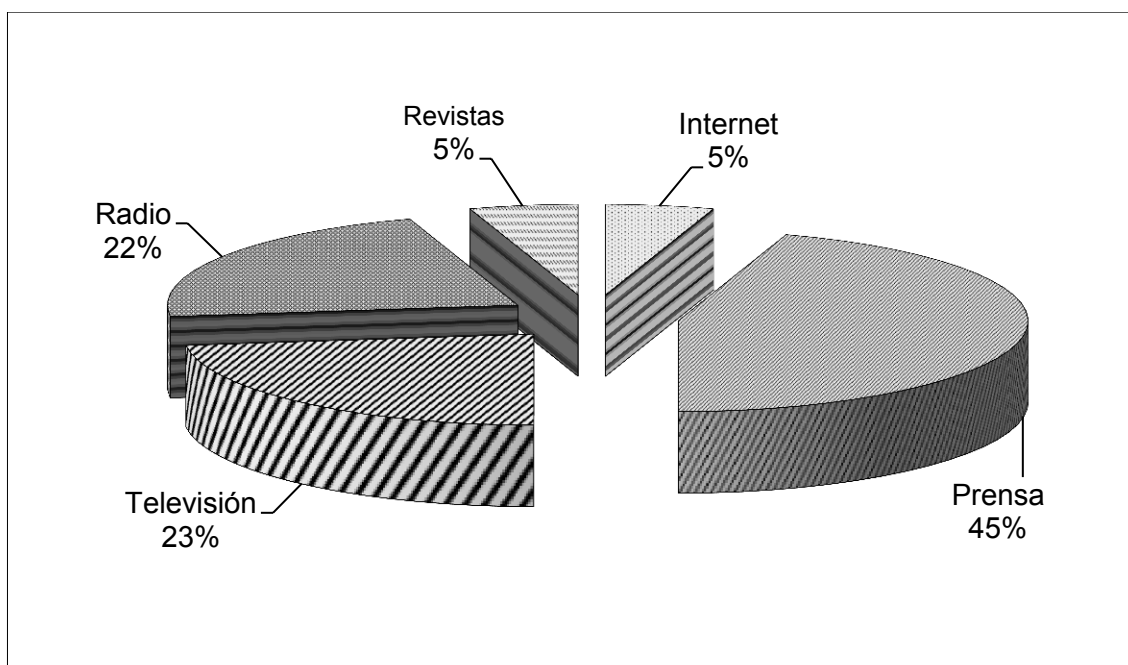 Revistas
5%
Internet
5%
Radio
22%
Televisión
23%
Prensa
45%